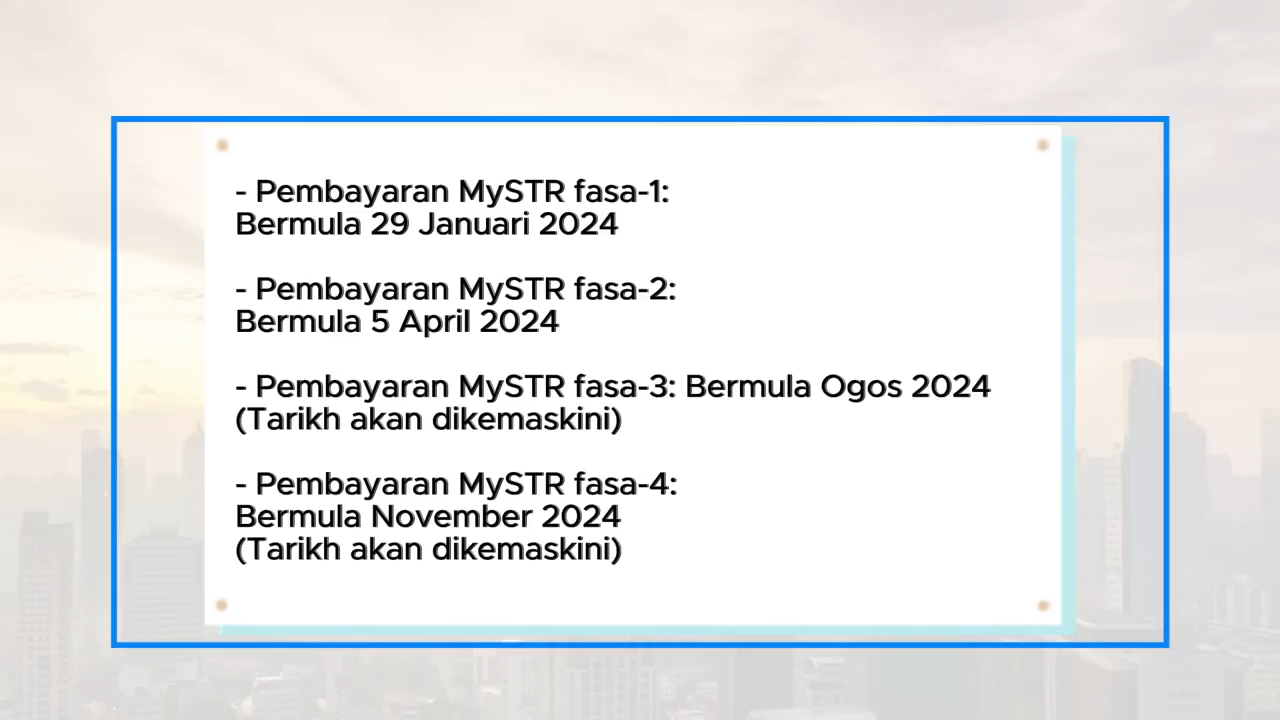 - Pembayaran MySTR fasa-1:
Bermula 29 Januari 2024
- Pembayaran MySTR fasa-2:
Bermula 5 April 2024
- Pembayaran MySTR fasa-3: Bermula Ogos 2024
(Tarikh akan dikemaskini)
- Pembayaran MySTR fasa-4:
Bermula November 2024
(Tarikh akan dikemaskini)